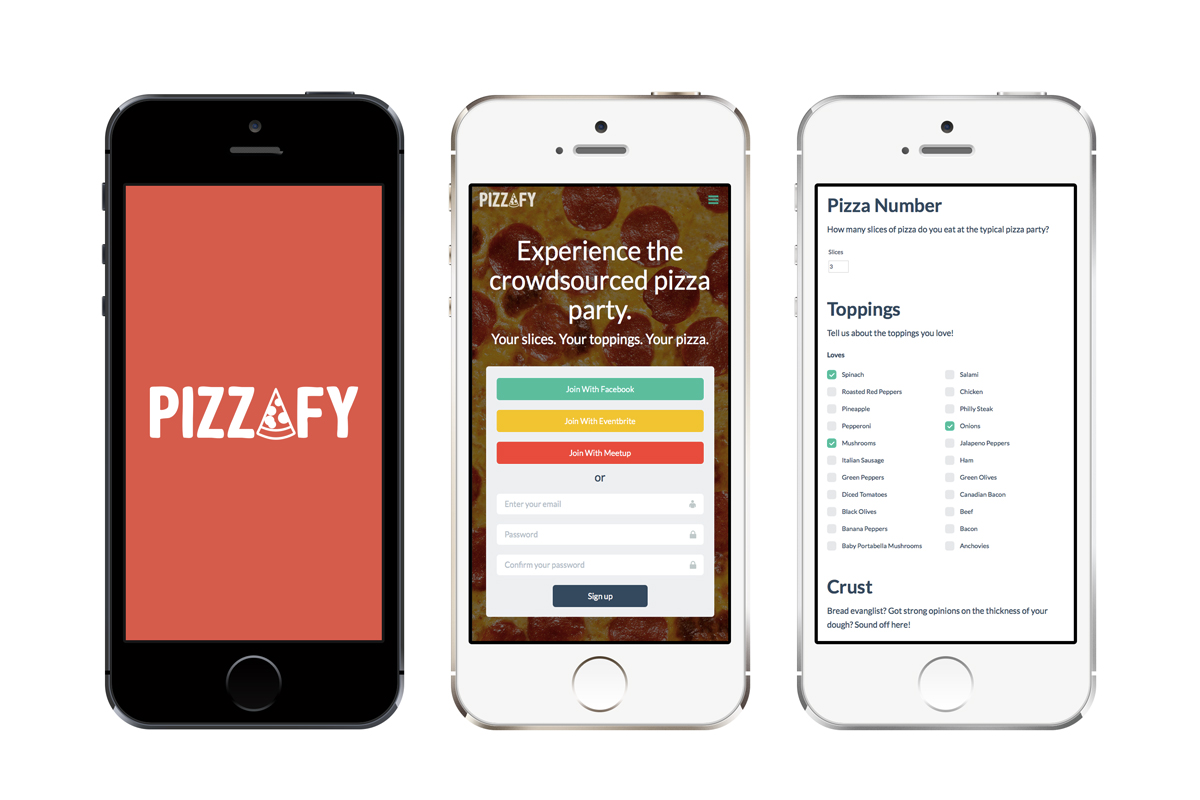 PIZZAFY
PIZZAFY
Experience the
crowdsourced pizza
party.
Your slices. Your toppings. Your pizza.
Join With Facebook
Join With Eventbrite
Join With Meetup
or
Enter your email
Password
Confirm your password
Sign up
Pizza Number
How many slices of pizza do you eat at the typical pizza party?
Slices
3
Toppings
Tell us about the toppings you love!
Loves
Spinach
Salami
Roasted Red Peppers
Chicken
Pineapple
Philly Steak
Pepperoni
Onions
Mushrooms
Jalapeno Peppers
Italian Sausage
Ham
Green Peppers
Green Olives
Diced Tomatoes
Canadian Bacon
Black Olives
Beef
Banana Peppers
Bacon
Baby Portabella Mushrooms
Anchovies
Crust
Bread evanglist? Got strong opinions on the thickness of your
dough? Sound off here!